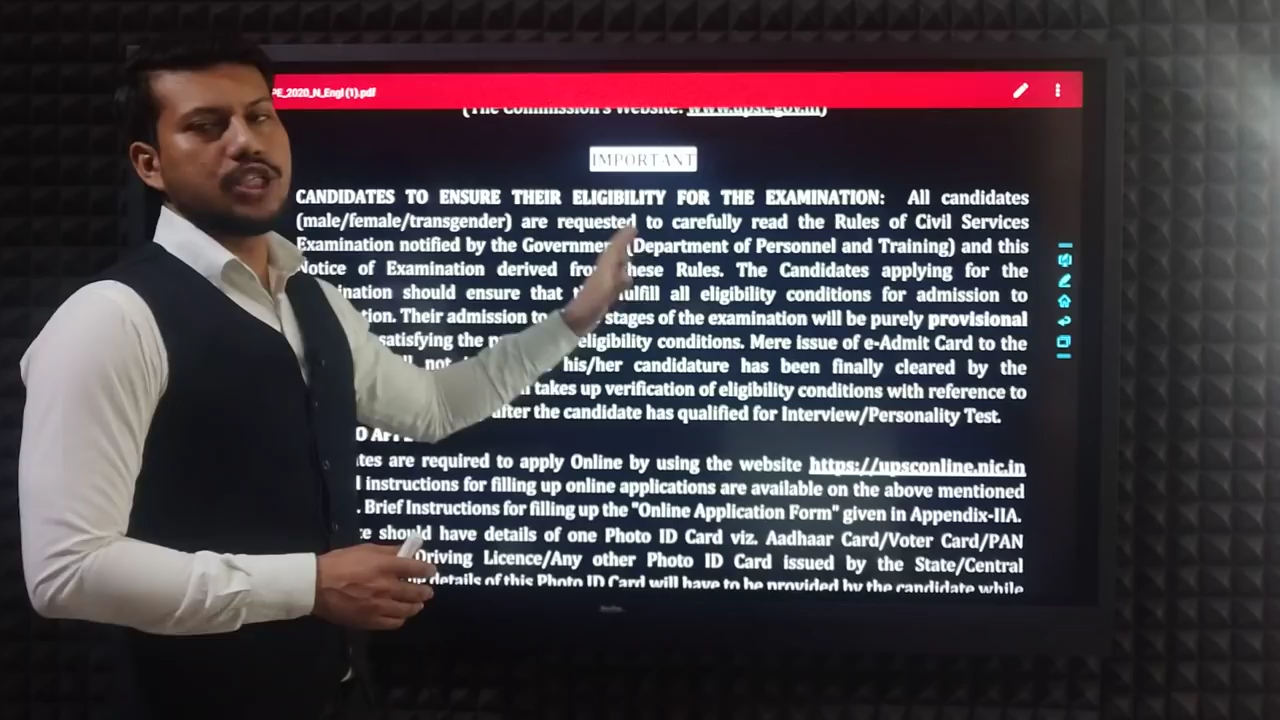 PE_2020_N_Engl (1).pdf
(The Commission's Website: www.upsc.gov.in)
IMPORTANT
CANDIDATES TO ENSURE THEIR ELIGIBILITY FOR THE EXAMINATION: All candidates
(male/female/transgender) are requested to carefully read the Rules of Civil Services
Examination notified by the Government (Department of Personnel and Training) and this
Notice of Examination derived from these Rules. The Candidates applying for the
ination should ensure that fulfill all eligibility conditions for admission to
tion. Their admission to stages of the examination will be purely provisional
satisfying the eligibility conditions. Mere issue of e-Admit Card to the
not his/her candidature has been finally cleared by the
takes up verification of eligibility conditions with reference to
after the candidate has qualified for Interview/Personality Test.
O APPL
tes are required to apply Online by using the website https://upsconline.nic.in
l instructions for filling up online applications are available on the above mentioned
. Brief Instructions for filling up the "Online Application Form" given in Appendix-IIA.
te should have details of one Photo ID Card viz. Aadhaar Card/Voter Card/PAN
Driving Licence/Any other Photo ID Card issued by the State/Central
details of this Photo ID Card will have to be provided by the candidate while